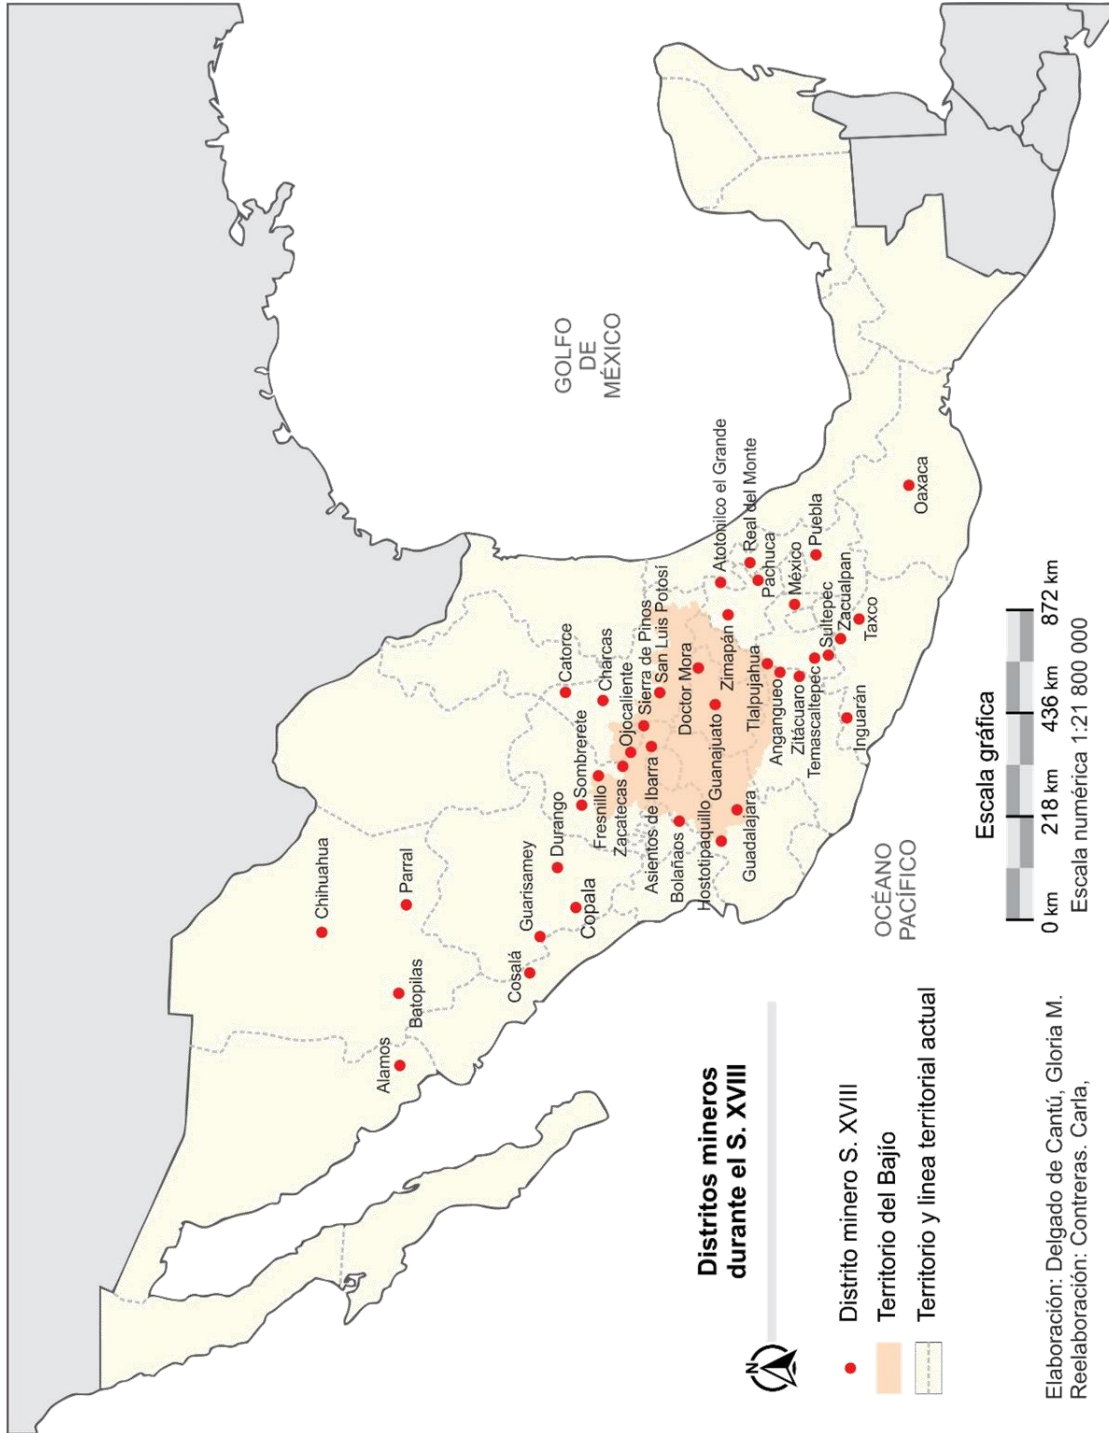 GOLFO
DE
MÉXICO
Chihuahua
Parral
Batopilas
Alamos
Guarisamey
Cosalá
Durango
Copala
Catorce
Charcas
Sombrerete
Fresnillo
Zacatecas
Ojocaliente
Sierra de Pinos
San Luis Potosí
Asientos de Ibarra
Bolañaos
Hostotipaquillo
Guadalajara
Guanajuato
Doctor Mora
Zimapán
Atotonilco el Grande
Real del Monte
Pachuca
México
Puebla
Tlalpujahua
Angangueo
Zitácuaro
Temascaltepec
Sultepec
Zacualpan
Taxco
Inguarán
Oaxaca
OCÉANO
PACÍFICO
Distritos mineros
durante el S. XVIII
N
Distrito minero S. XVIII
Territorio del Bajío
Territorio y linea territorial actual
Escala gráfica
0 km 218 km 436 km 872 km
Escala numérica 1:21 800 000
Elaboración: Delgado de Cantú, Gloria M.
Reelaboración: Contreras. Carla,